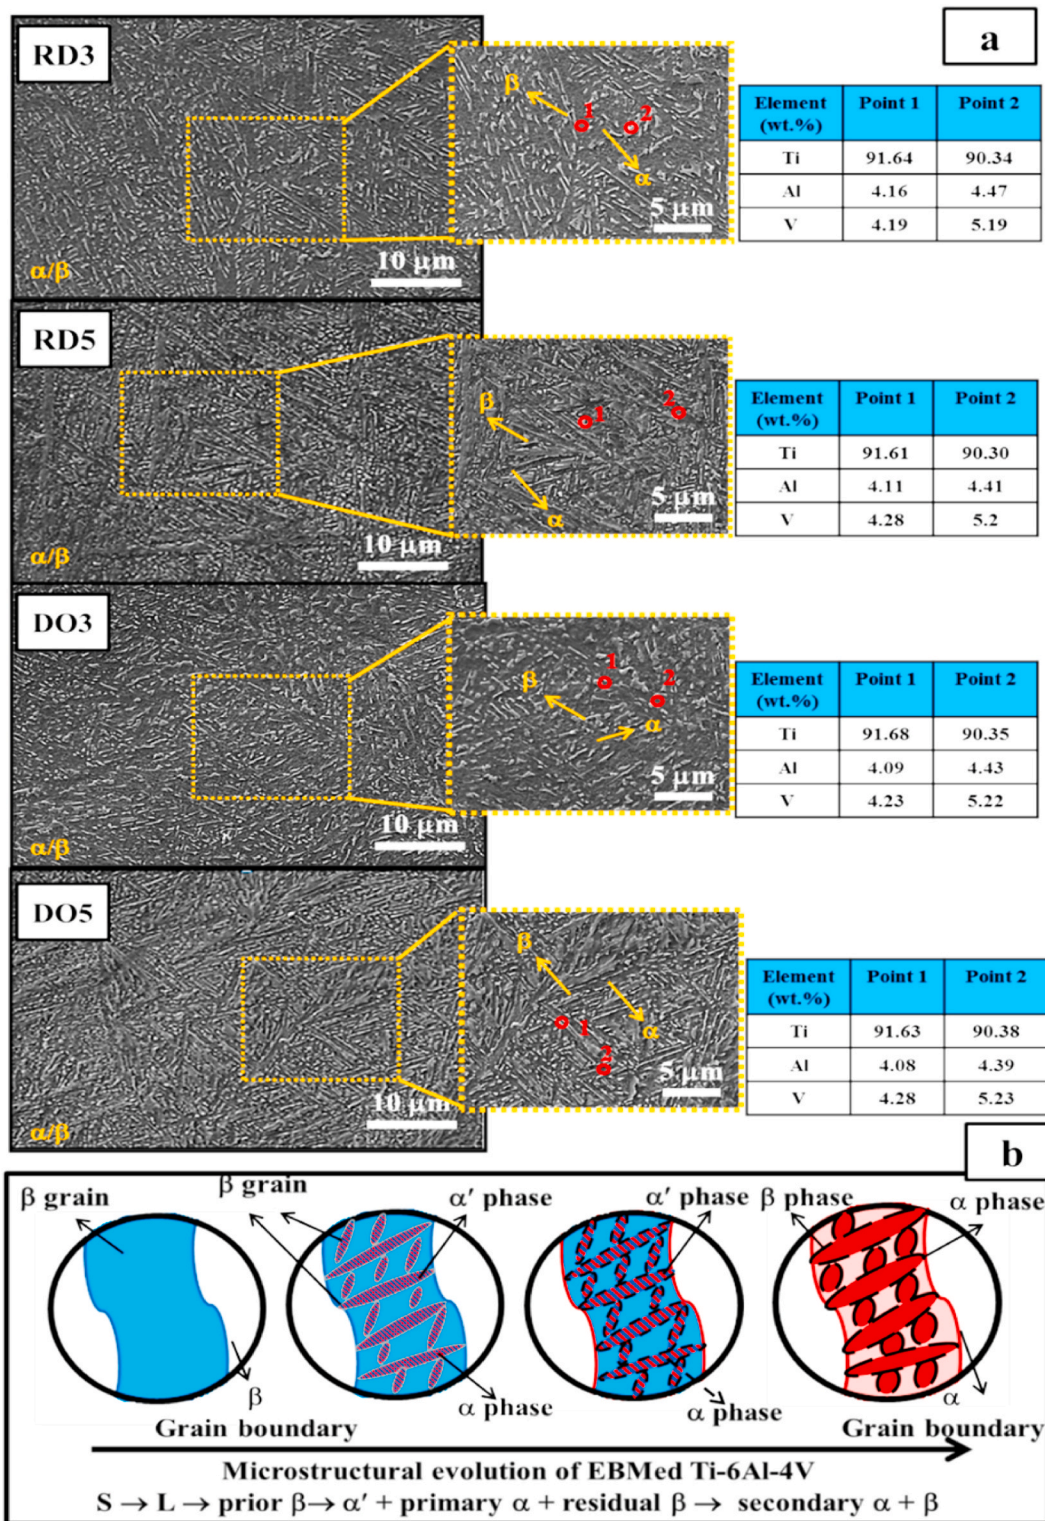 a
RD3
β
1
2
α
5 μm
10 μm
α/β
Element (wt.%) Point 1 Point 2
Ti 91.64 90.34
Al 4.16 4.47
V 4.19 5.19
RD5
β
1
2
α
5 μm
10 μm
α/β
Element (wt.%) Point 1 Point 2
Ti 91.61 90.30
Al 4.11 4.41
V 4.28 5.2
DO3
1
2
β
α
5 μm
10 μm
α/β
Element (wt.%) Point 1 Point 2
Ti 91.68 90.35
Al 4.09 4.43
V 4.23 5.22
DO5
β
1
α
2
5 μm
10 μm
α/β
Element (wt.%) Point 1 Point 2
Ti 91.63 90.38
Al 4.08 4.39
V 4.28 5.23
b
β grain
β grain
α′ phase
α′ phase
β phase
α phase
β
α phase
α phase
α
Grain boundary
Grain boundary
Microstructural evolution of EBMed Ti-6Al-4V
S → L → prior β → α′ + primary α + residual β → secondary α + β